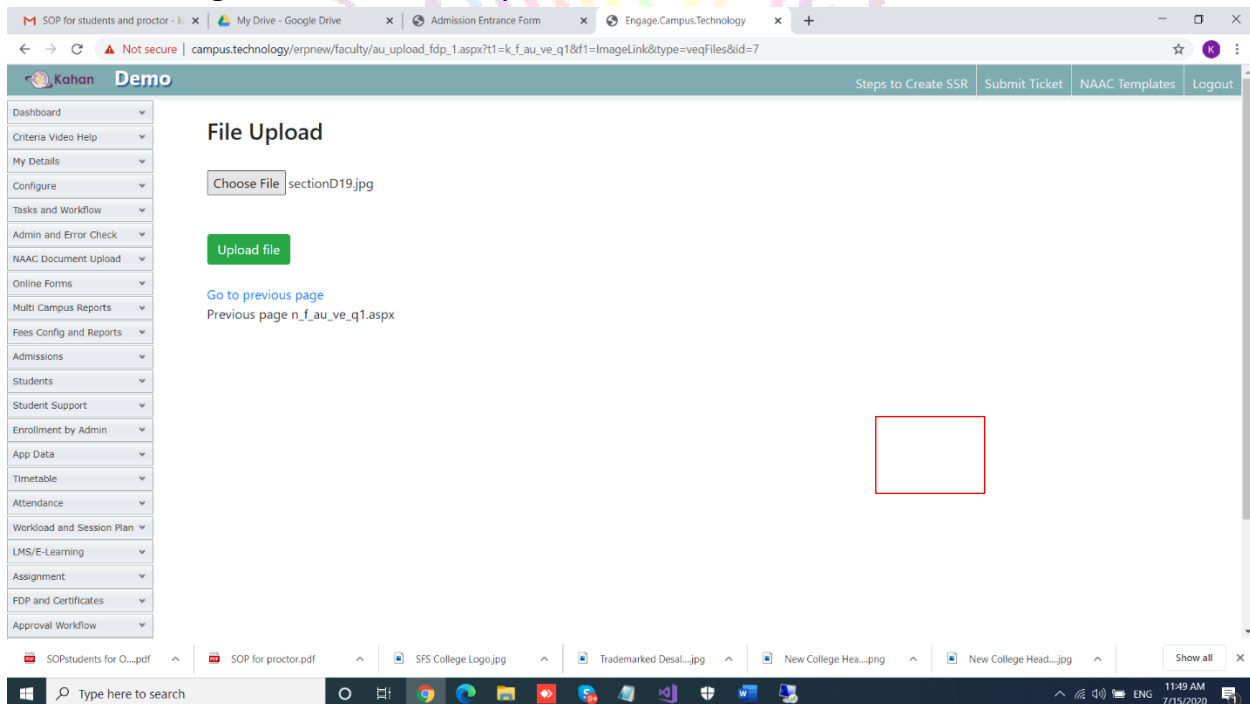 SOP for students and proctor - k
My Drive - Google Drive
Admission Entrance Form
Engage.Campus.Technology
Not secure | campus.technology/erpnew/faculty/au_upload_fdp_1.aspx?t1=k_f_au_ve_q1&f1=ImageLink&type=veqFiles&id=7
K
Kahan Demo
Steps to Create SSR
Submit Ticket
NAAC Templates
Logout
Dashboard
Criteria Video Help
My Details
Configure
Tasks and Workflow
Admin and Error Check
NAAC Document Upload
Online Forms
Multi Campus Reports
Fees Config and Reports
Admissions
Students
Student Support
Enrollment by Admin
App Data
Timetable
Attendance
Workload and Session Plan
LMS/E-Learning
Assignment
FDP and Certificates
Approval Workflow
File Upload
Choose File sectionD19.jpg
Upload file
Go to previous page
Previous page n_f_au_ve_q1.aspx
SOPstudents for O....pdf
SOP for proctor.pdf
SFS College Logo.jpg
Trademarked Desal....jpg
New College Hea....png
New College Head....jpg
Show all
Type here to search
ENG
11:49 AM
7/15/2020